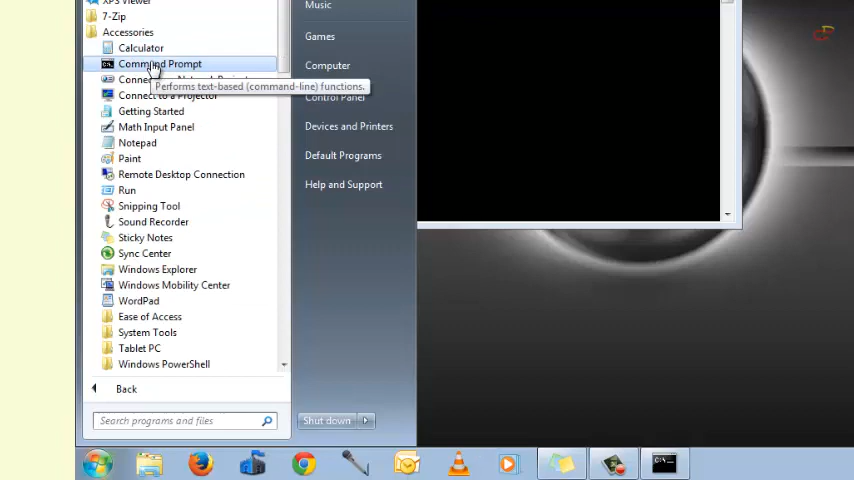 XPS Viewer
7-Zip
Accessories
Calculator
Command Prompt
Performs text-based (command-line) functions.
Connect to a Projector
Getting Started
Math Input Panel
Notepad
Paint
Remote Desktop Connection
Run
Snipping Tool
Sound Recorder
Sticky Notes
Sync Center
Windows Explorer
Windows Mobility Center
WordPad
Ease of Access
System Tools
Tablet PC
Windows PowerShell
Back
Search programs and files
Music
Games
Computer
Control Panel
Devices and Printers
Default Programs
Help and Support
Shut down